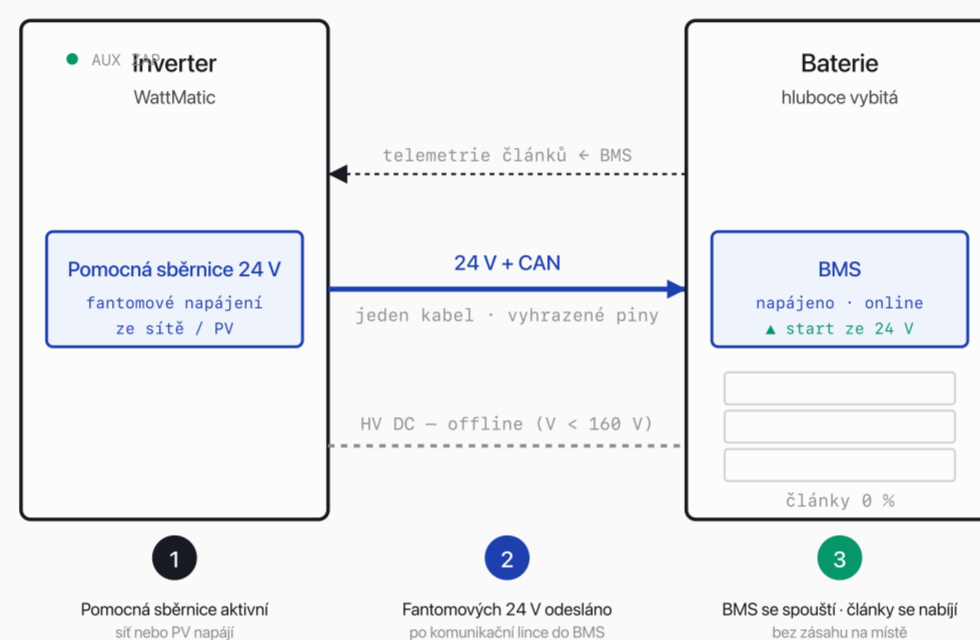 AUX ZAP
Inverter
WattMatic
Baterie
hluboce vybitá
telemetrie článků ← BMS
Pomocná sběrnice 24 V
fantomové napájení
ze sítě / PV
24 V + CAN
jeden kabel · vyhrazené piny
BMS
napájeno · online
▲ start ze 24 V
HV DC — offline (V < 160 V)
články 0 %
1
2
3
Pomocná sběrnice aktivní
síť nebo PV napájí
Fantomových 24 V odesláno
po komunikační lince do BMS
BMS se spouští · články se nabíjí
bez zásahu na místě